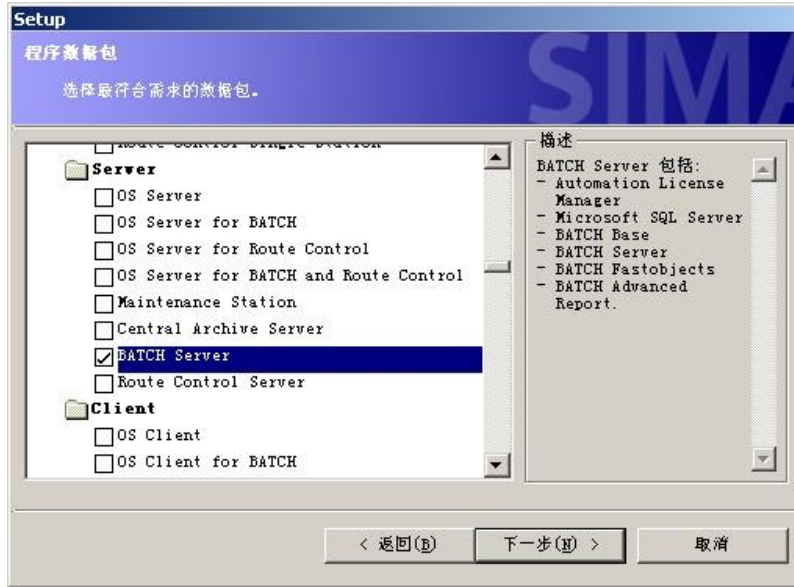 Setup
程序数据包
选择最符合需求的数据包。
SIMA
Route Control Single Station
Server
OS Server
OS Server for BATCH
OS Server for Route Control
OS Server for BATCH and Route Control
Maintenance Station
Central Archive Server
BATCH Server
Route Control Server
Client
OS Client
OS Client for BATCH
描述
BATCH Server 包括:
- Automation License
Manager
- Microsoft SQL Server
- BATCH Base
- BATCH Server
- BATCH Fastobjects
- BATCH Advanced
Report.
< 返回(B)
下一步(N) >
取消